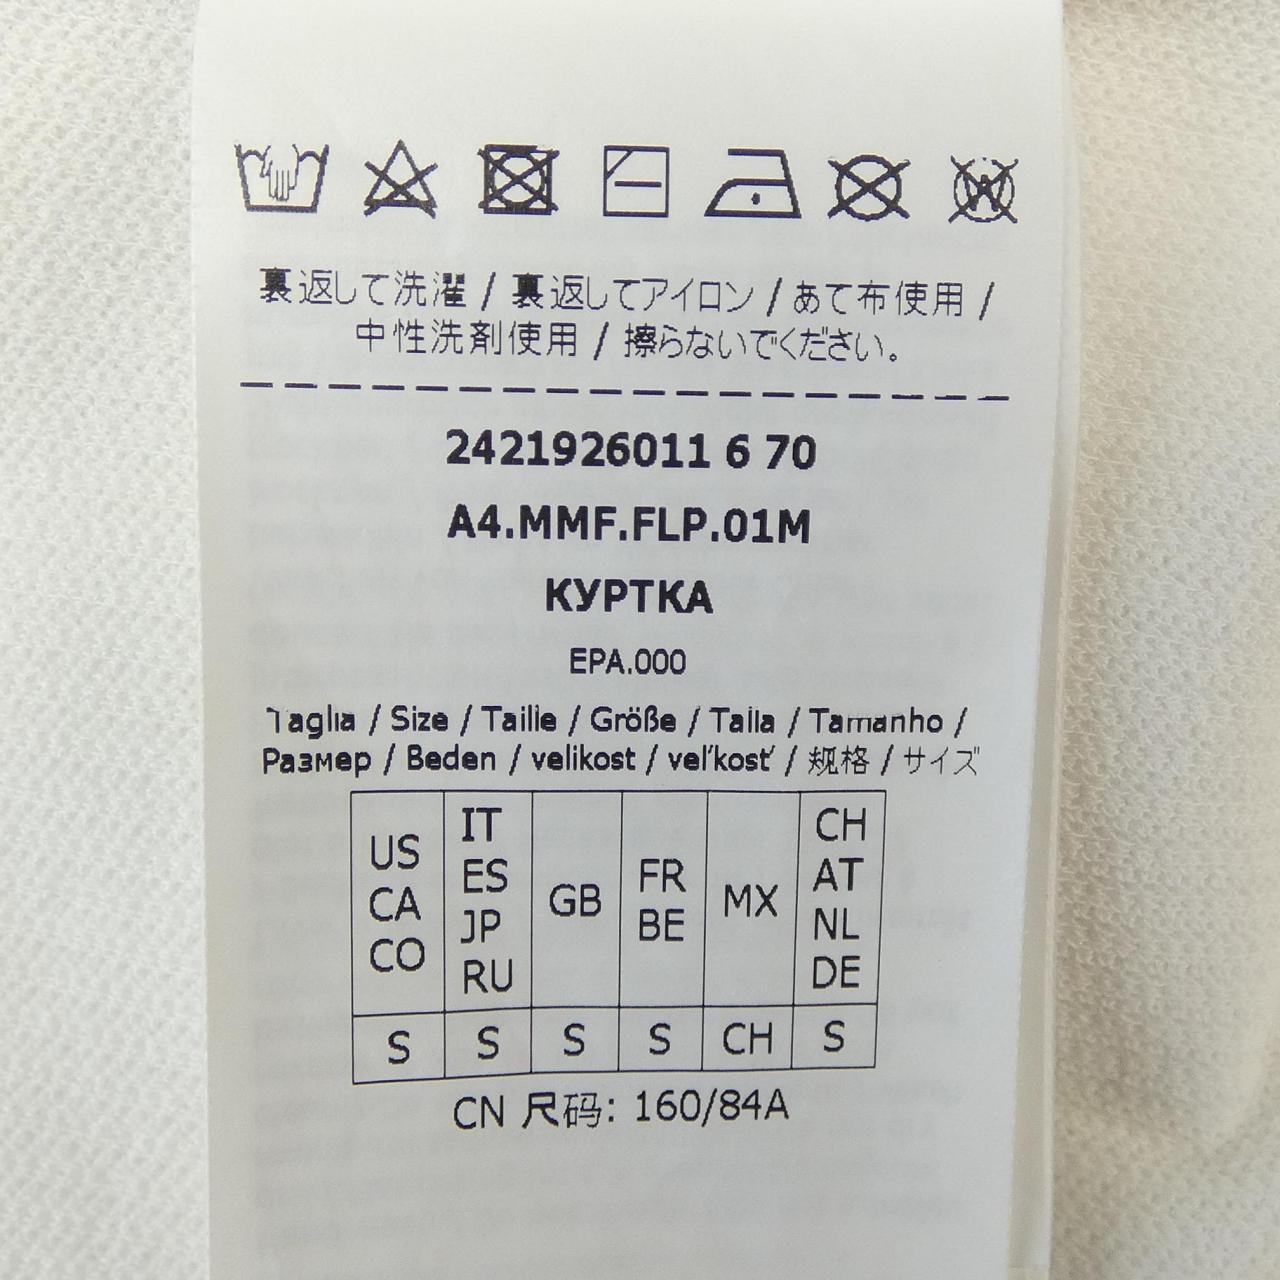 裏返して洗濯 / 裏返してアイロン / あて布使用 /
中性洗剤使用 / 擦らないでください。
2421926011 6 70
A4.MMF.FLP.01M
КУРТКА
EPA.000
Taglia / Size / Taille / Größe / Talla / Tamanho /
Размер / Beden / velikost / veľkosť / 规格 / サイズ
US CA CO
IT ES JP RU
GB
FR BE
MX
CH AT NL DE
S S S S CH S
CN 尺码: 160/84A